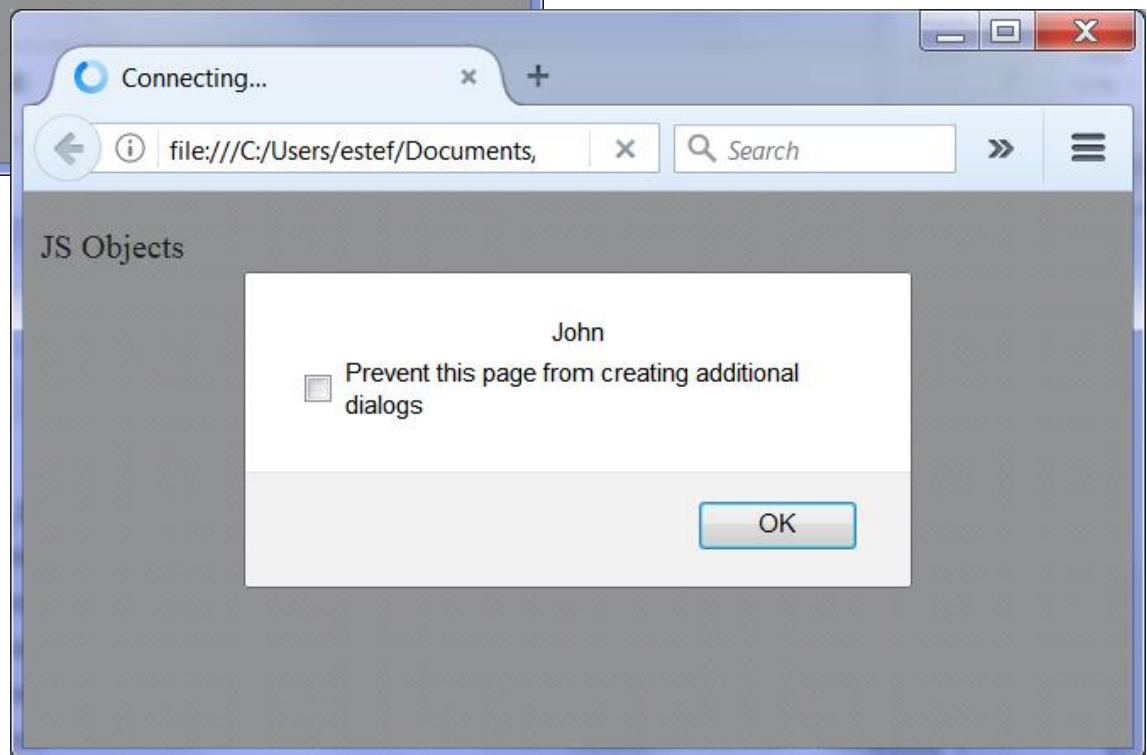 Connecting...
file:///C:/Users/estef/Documents/
Search
JS Objects
John
Prevent this page from creating additional
dialogs
OK